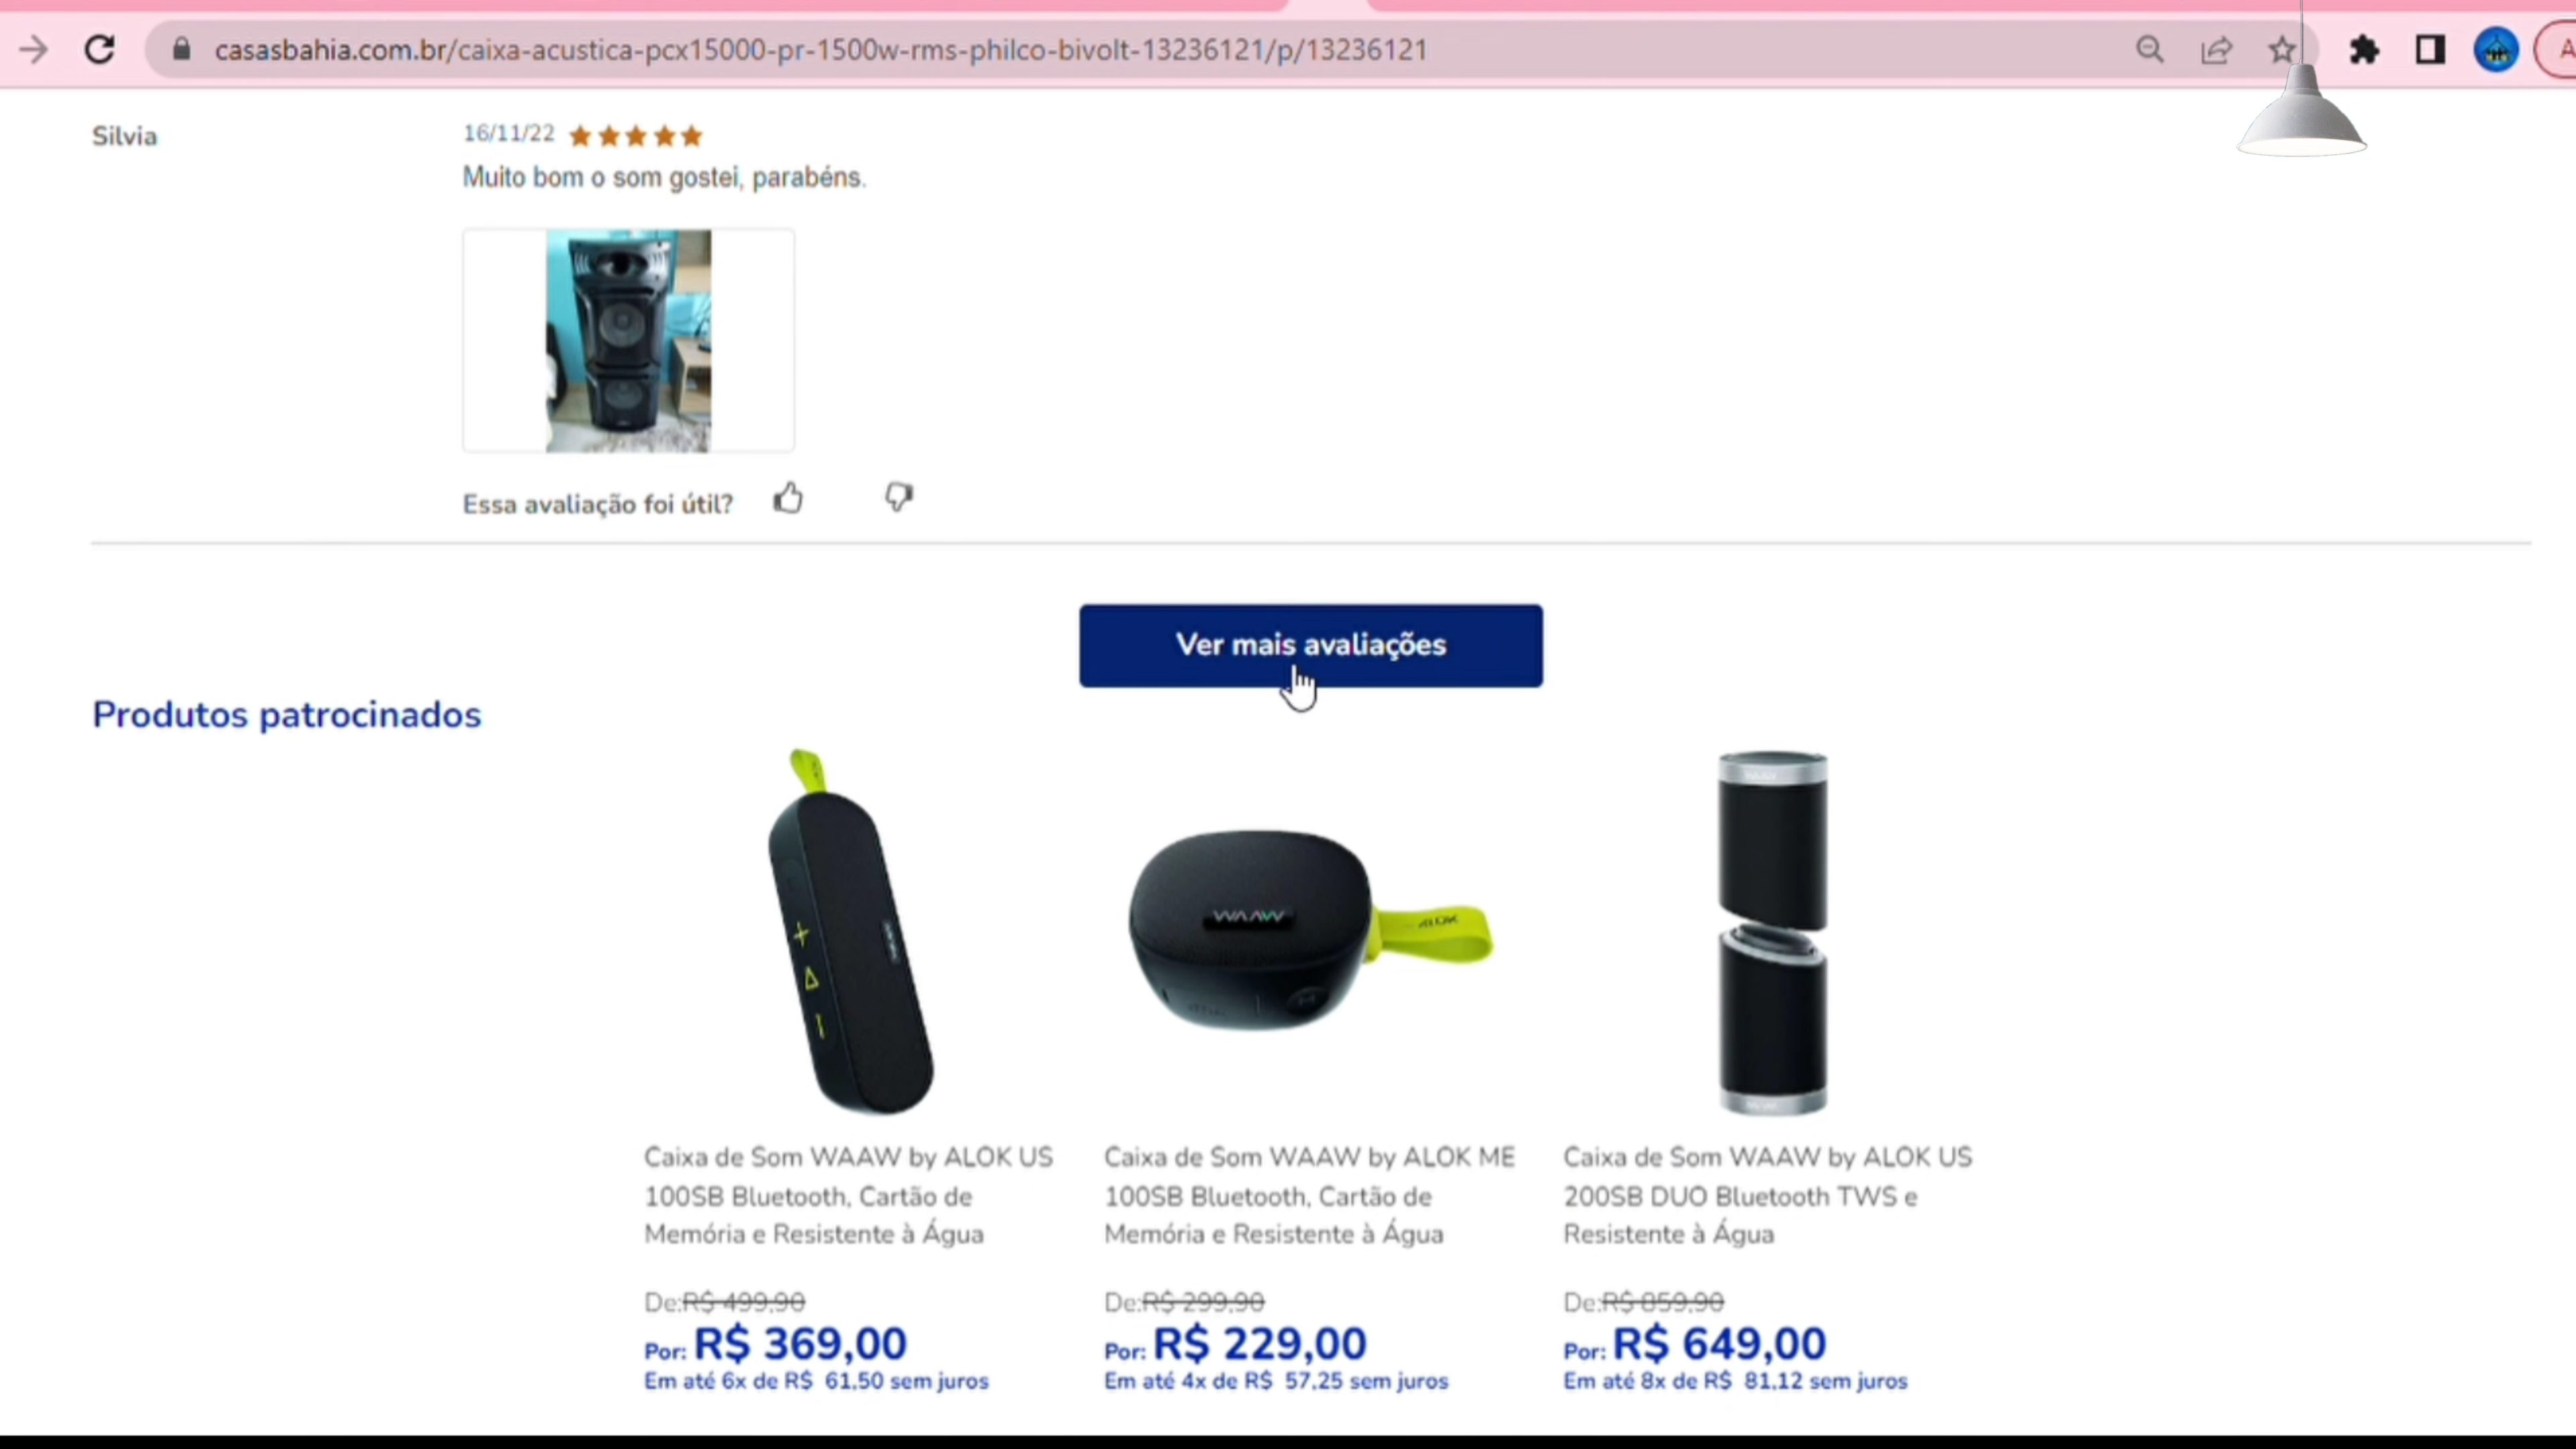 casasbahia.com.br/caixa-acustica-pcx15000-pr-1500w-rms-philco-bivolt-13236121/p/13236121
Silvia
16/11/22
Muito bom o som gostei, parabéns.
Essa avaliação foi útil?
Ver mais avaliações
Produtos patrocinados
WAAW
ALOK
Caixa de Som WAAW by ALOK US
100SB Bluetooth, Cartão de
Memória e Resistente à Água
De:R$ 499,90
Por: R$ 369,00
Em até 6x de R$ 61,50 sem juros
Caixa de Som WAAW by ALOK ME
100SB Bluetooth, Cartão de
Memória e Resistente à Água
De:R$ 299,90
Por: R$ 229,00
Em até 4x de R$ 57,25 sem juros
Caixa de Som WAAW by ALOK US
200SB DUO Bluetooth TWS e
Resistente à Água
De:R$ 859,90
Por: R$ 649,00
Em até 8x de R$ 81,12 sem juros